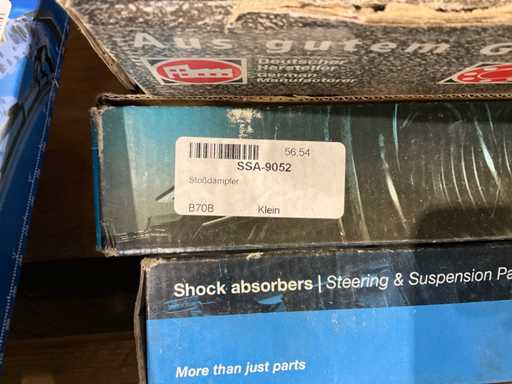 Aus gutem G
Deutscher
Hersteller
German
Manufacturer
56,54
SSA-9052
Stoßdämpfer
B70B Klein
Shock absorbers | Steering & Suspension Pa
More than just parts